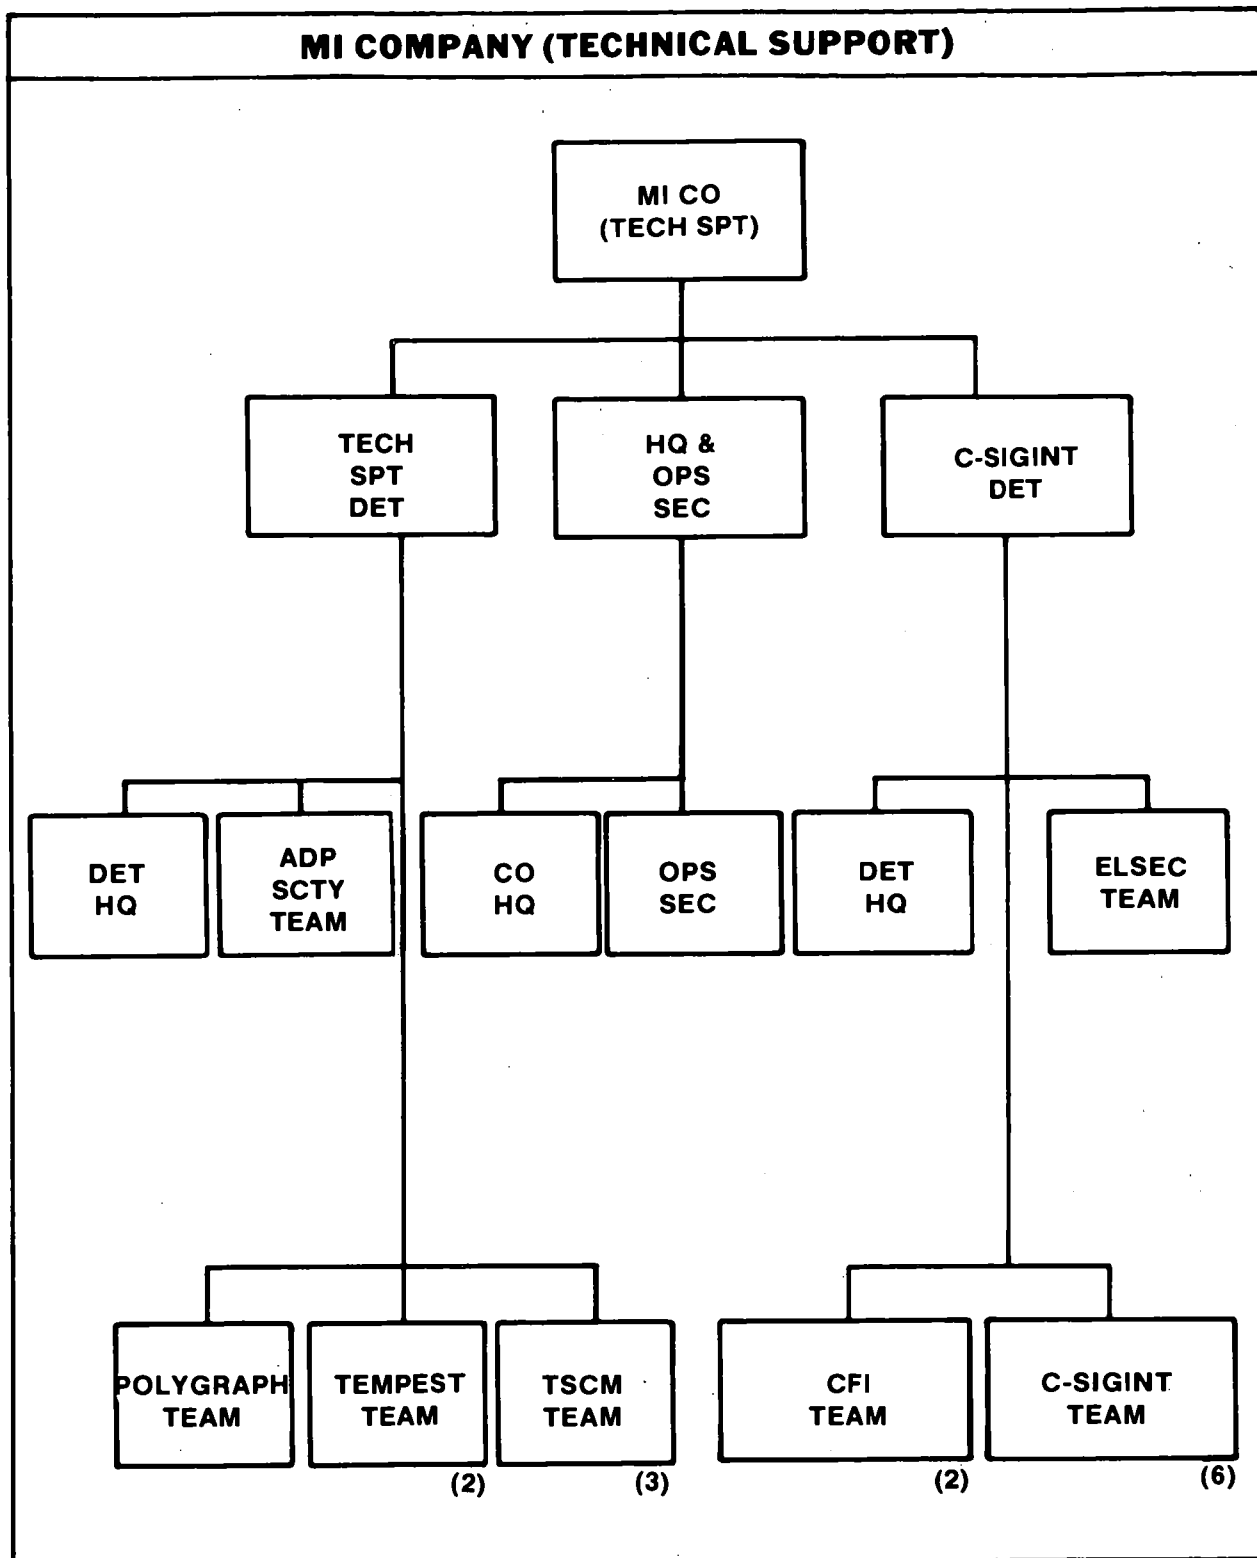 MI COMPANY (TECHNICAL SUPPORT)
MI CO
(TECH SPT)
TECH
SPT
DET
HQ &
OPS
SEC
C-SIGINT
DET
DET
HQ
ADP
SCTY
TEAM
CO
HQ
OPS
SEC
DET
HQ
ELSEC
TEAM
POLYGRAPH
TEAM
TEMPEST
TEAM
(2)
TSCM
TEAM
(3)
CFI
TEAM
(2)
C-SIGINT
TEAM
(6)